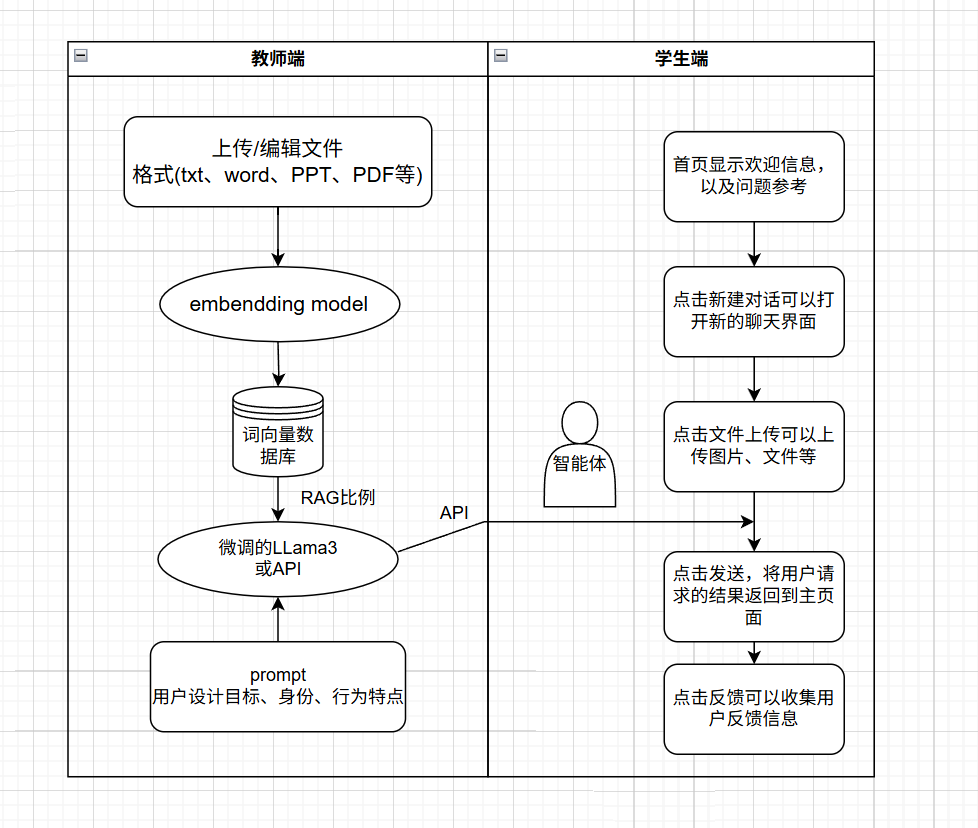 教师端
上传/编辑文件
格式(txt、word、PPT、PDF等)
embendding model
词向量数
据库
RAG比例
微调的LLama3
或API
prompt
用户设计目标、身份、行为特点
API
学生端
智能体
首页显示欢迎信息，
以及问题参考
点击新建对话可以打
开新的聊天界面
点击文件上传可以上
传图片、文件等
点击发送，将用户请
求的结果返回到主页
面
点击反馈可以收集用
户反馈信息